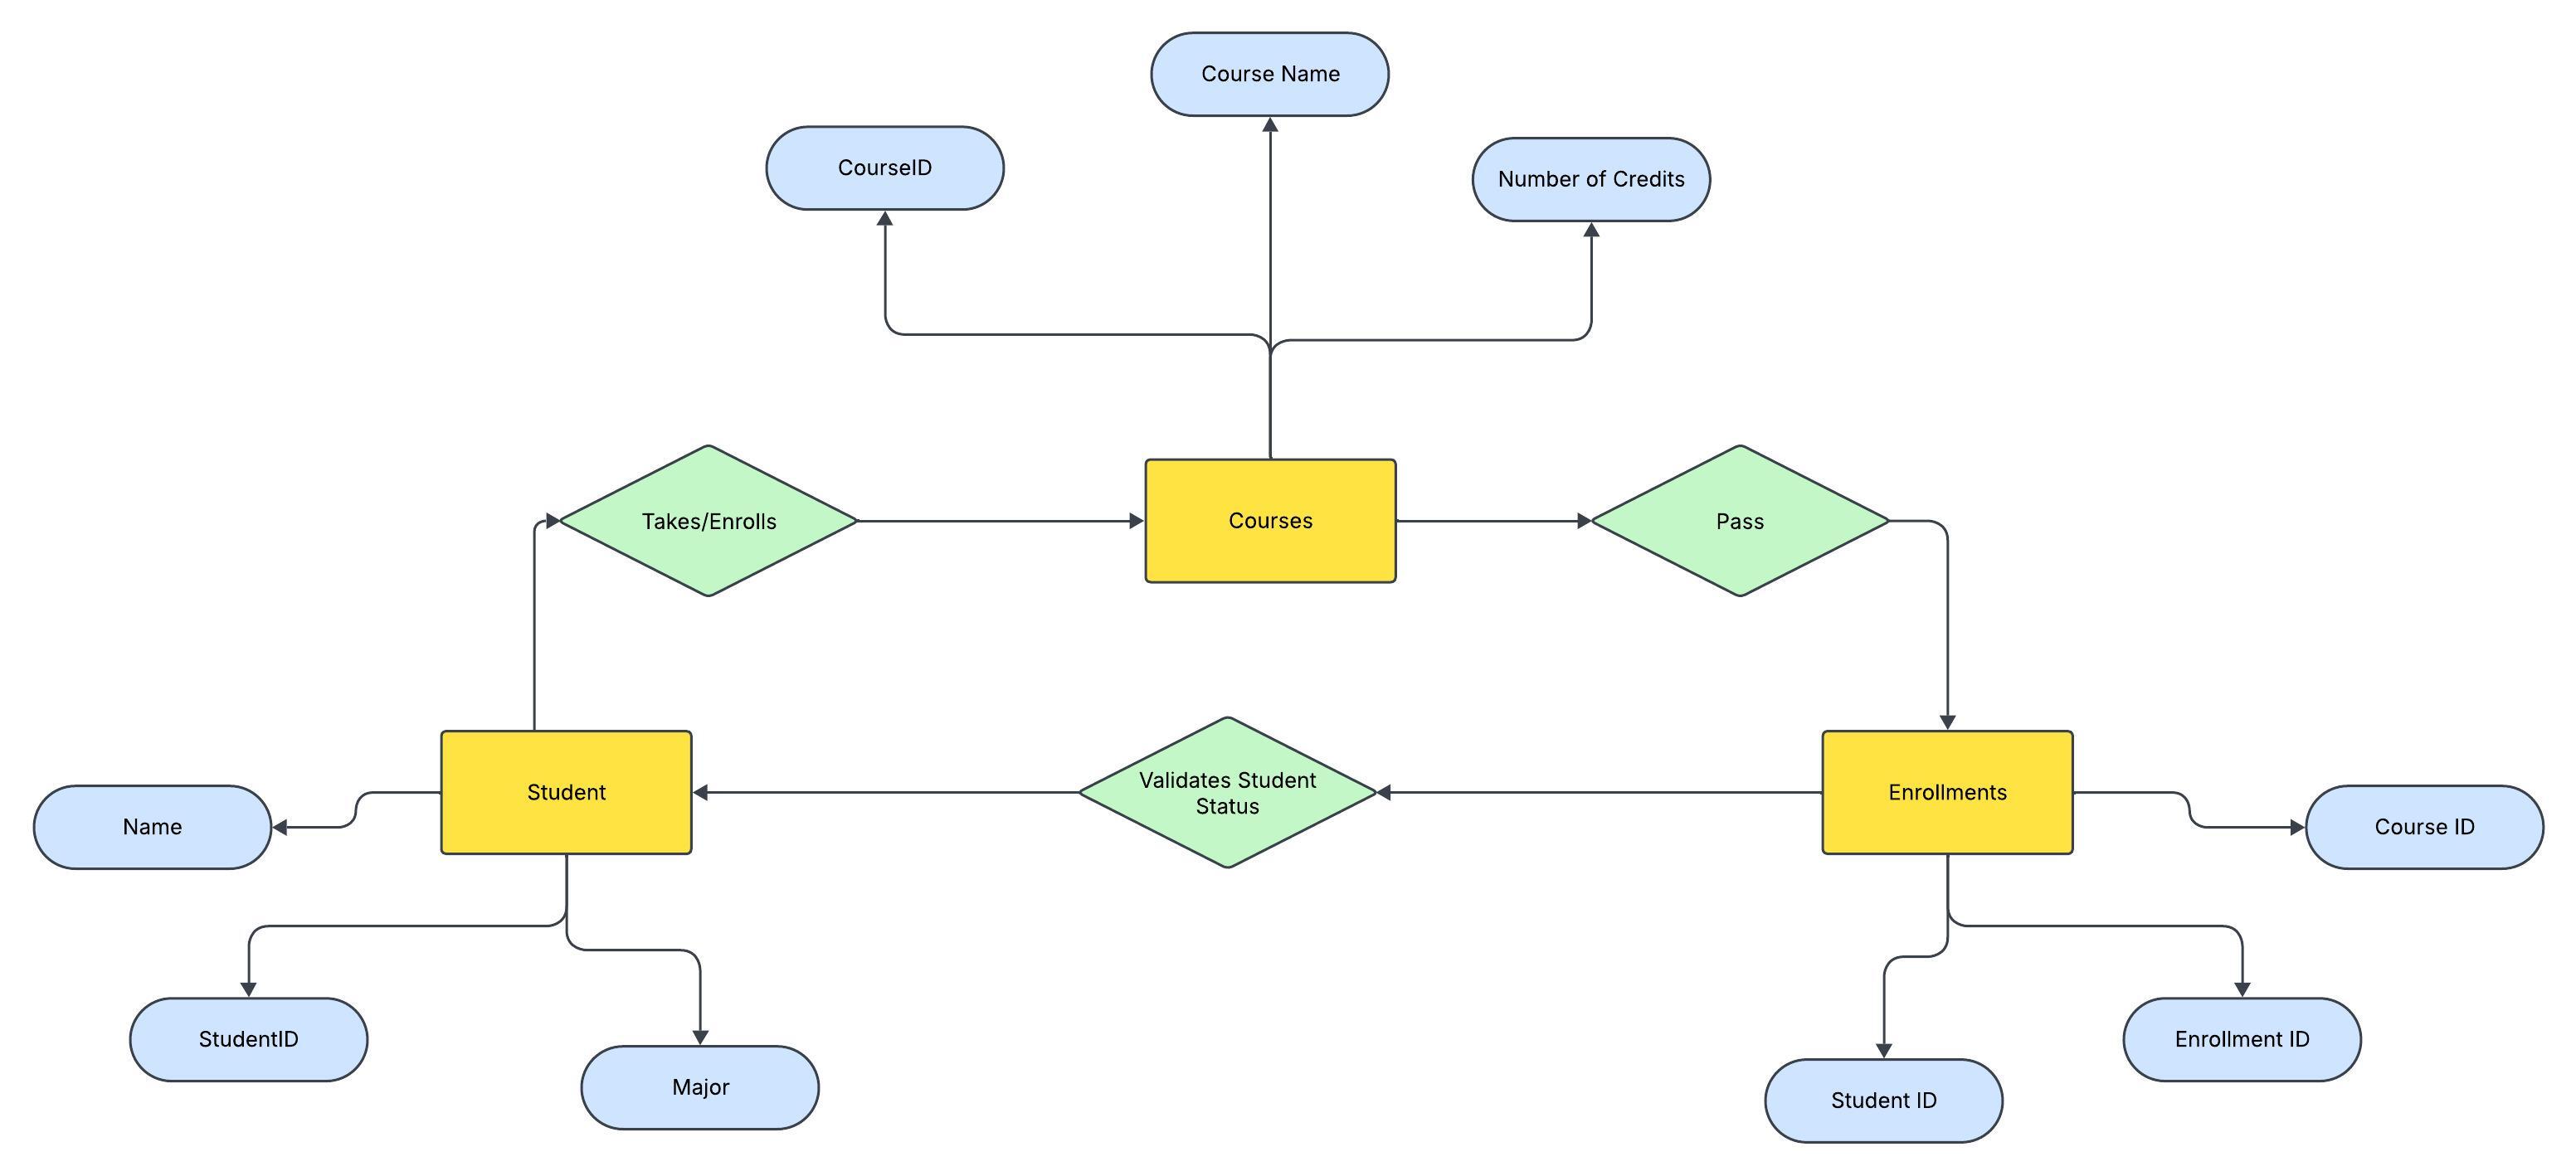 Course Name
CourseID
Number of Credits
Takes/Enrolls
Courses
Pass
Student
Validates Student
Status
Enrollments
Name
Course ID
StudentID
Major
Student ID
Enrollment ID